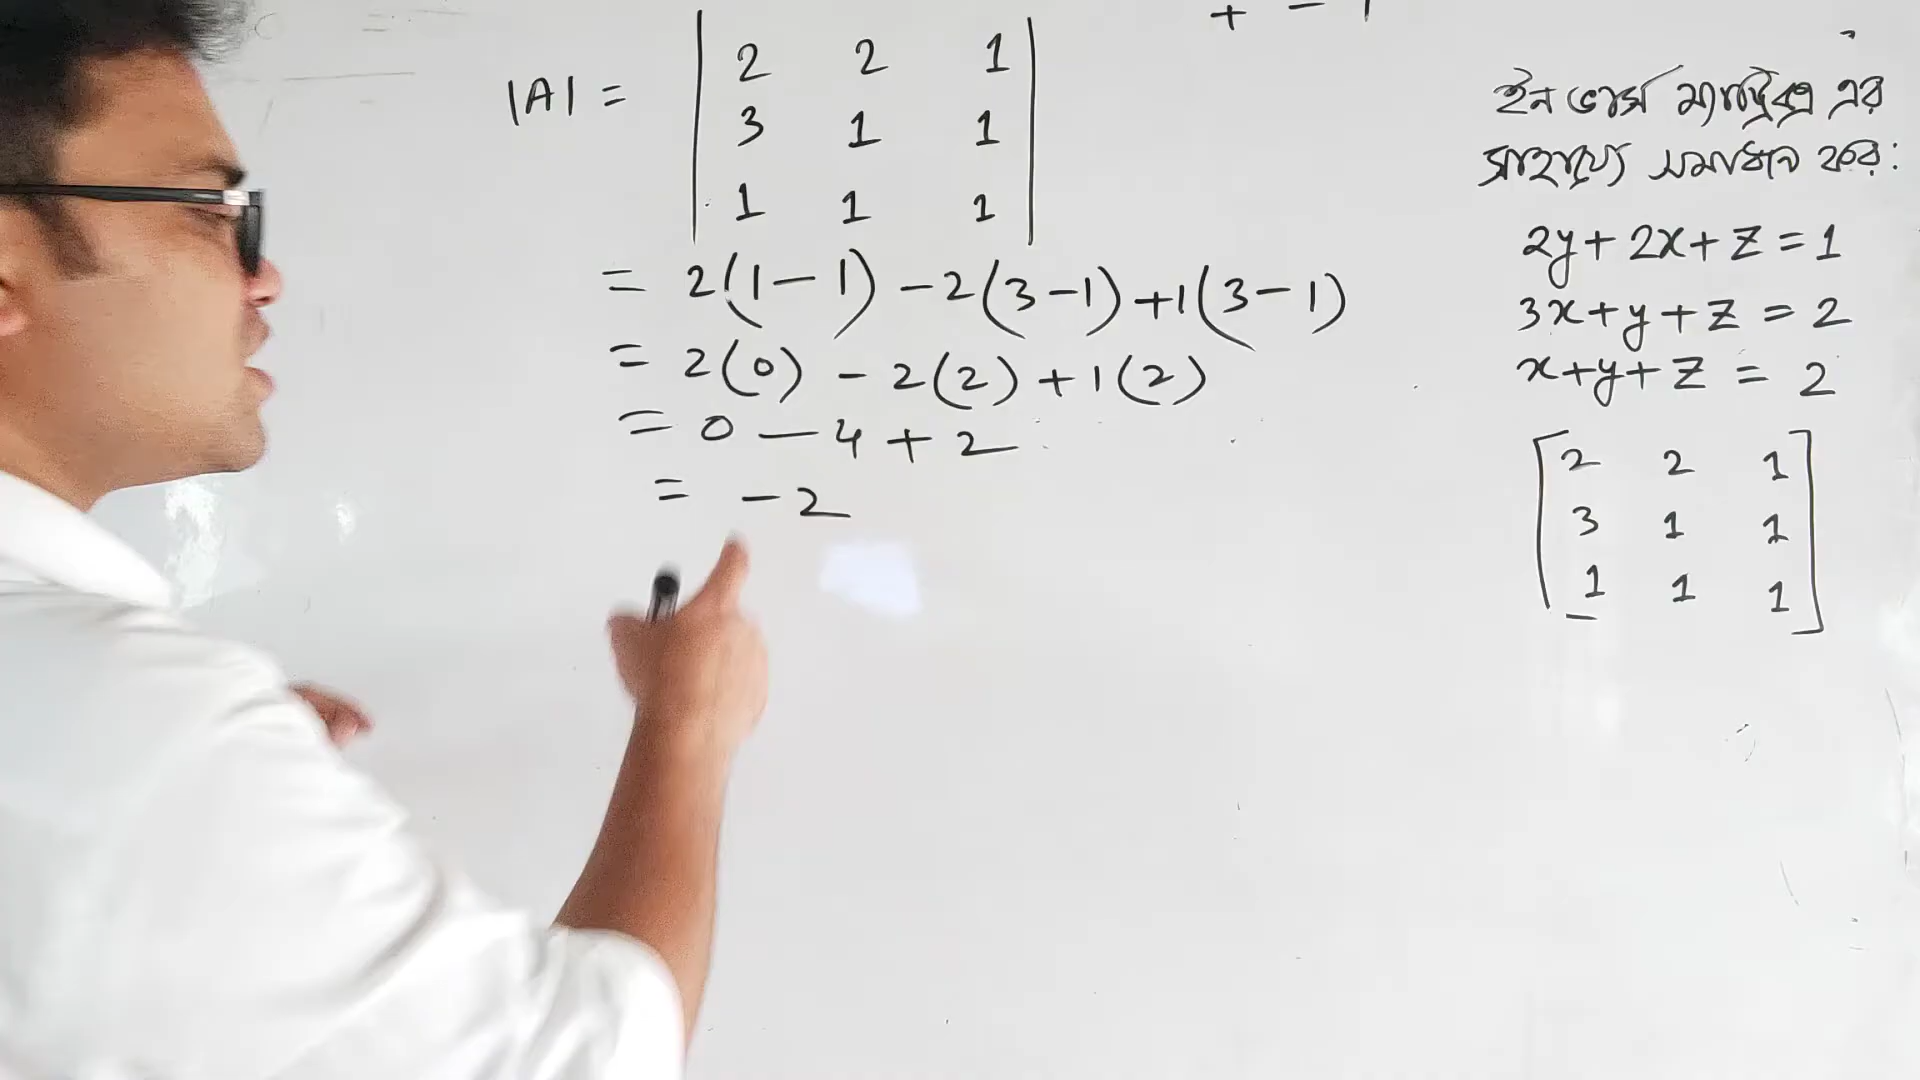 + -
|A| = | 2 2 1 |
| 3 1 1 |
| 1 1 1 |
= 2(1-1) -2(3-1) +1(3-1)
= 2(0) - 2(2) + 1(2)
= 0 - 4 + 2
= -2
ইনভার্স ম্যাট্রিক্স এর
সাহায্যে সমাধান কর:
2y + 2x + z = 1
3x + y + z = 2
x + y + z = 2
[ 2 2 1 ]
[ 3 1 1 ]
[ 1 1 1 ]